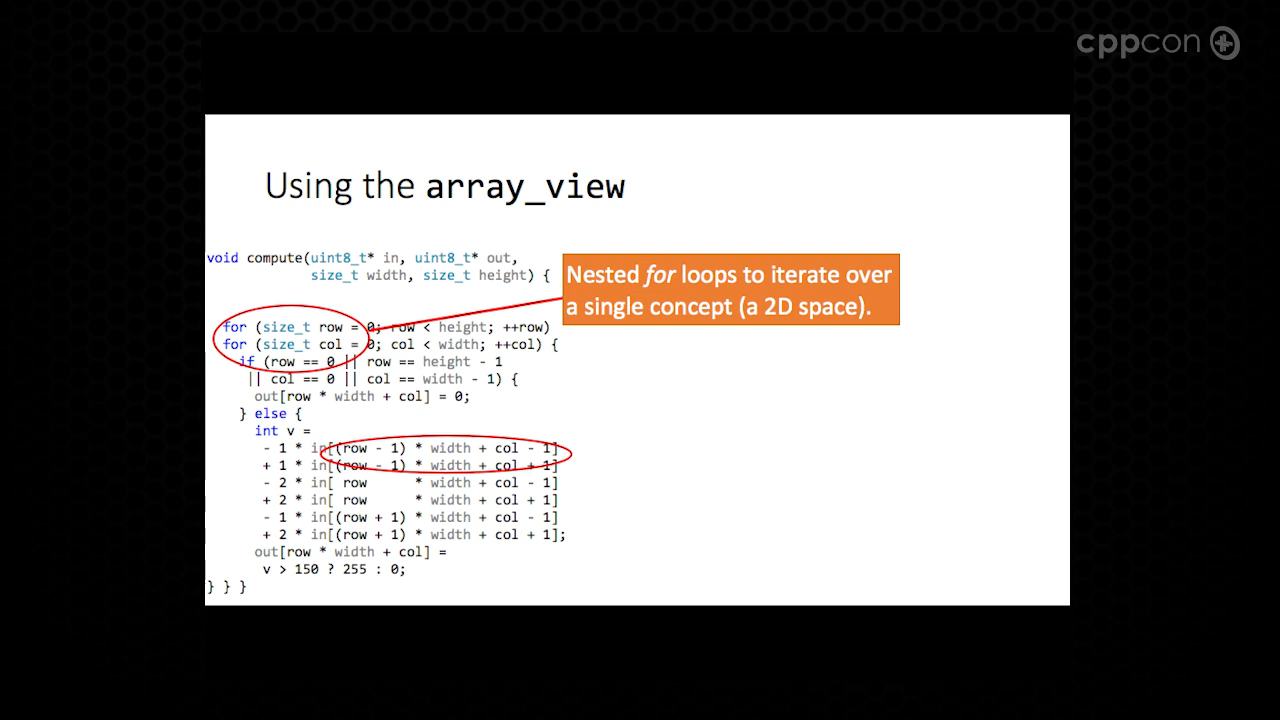 cppcon
Using the array_view
void compute(uint8_t* in, uint8_t* out,
size_t width, size_t height) {
Nested for loops to iterate over
a single concept (a 2D space).
for (size_t row = 0; row < height; ++row)
for (size_t col = 0; col < width; ++col) {
if (row == 0 || row == height - 1
|| col == 0 || col == width - 1) {
out[row * width + col] = 0;
} else {
int v =
- 1 * in[(row - 1) * width + col - 1]
+ 1 * in[(row - 1) * width + col + 1]
- 2 * in[ row * width + col - 1]
+ 2 * in[ row * width + col + 1]
- 1 * in[(row + 1) * width + col - 1]
+ 2 * in[(row + 1) * width + col + 1];
out[row * width + col] =
v > 150 ? 255 : 0;
} } }